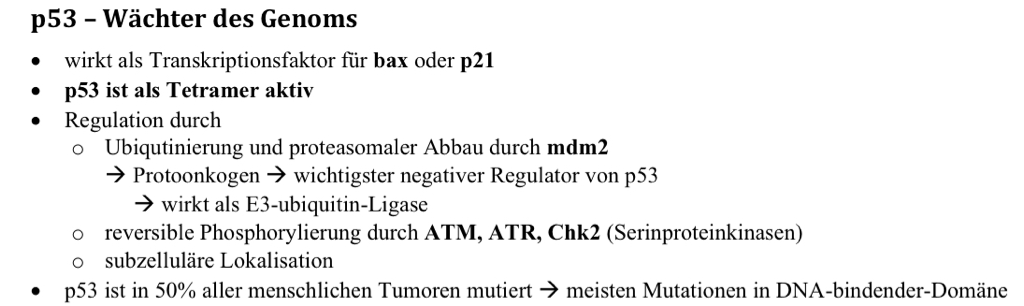 p53 – Wächter des Genoms
• wirkt als Transkriptionsfaktor für bax oder p21
• p53 ist als Tetramer aktiv
• Regulation durch
o Ubiqutinierung und proteasomaler Abbau durch mdm2
→ Protoonkogen → wichtigster negativer Regulator von p53
→ wirkt als E3-ubiquitin-Ligase
o reversible Phosphorylierung durch ATM, ATR, Chk2 (Serinproteinkinasen)
o subzelluläre Lokalisation
• p53 ist in 50% aller menschlichen Tumoren mutiert → meisten Mutationen in DNA-bindender-Domäne